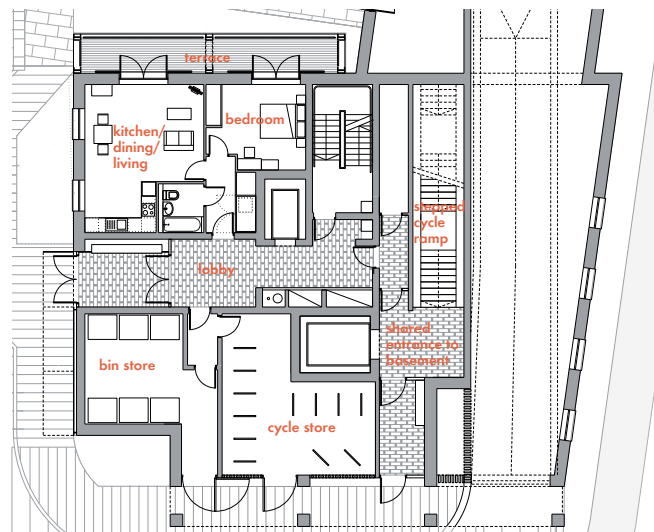 terrace
bedroom
kitchen/
dining/
living
stepped
cycle
ramp
lobby
shared
entrance to
basement
bin store
cycle store